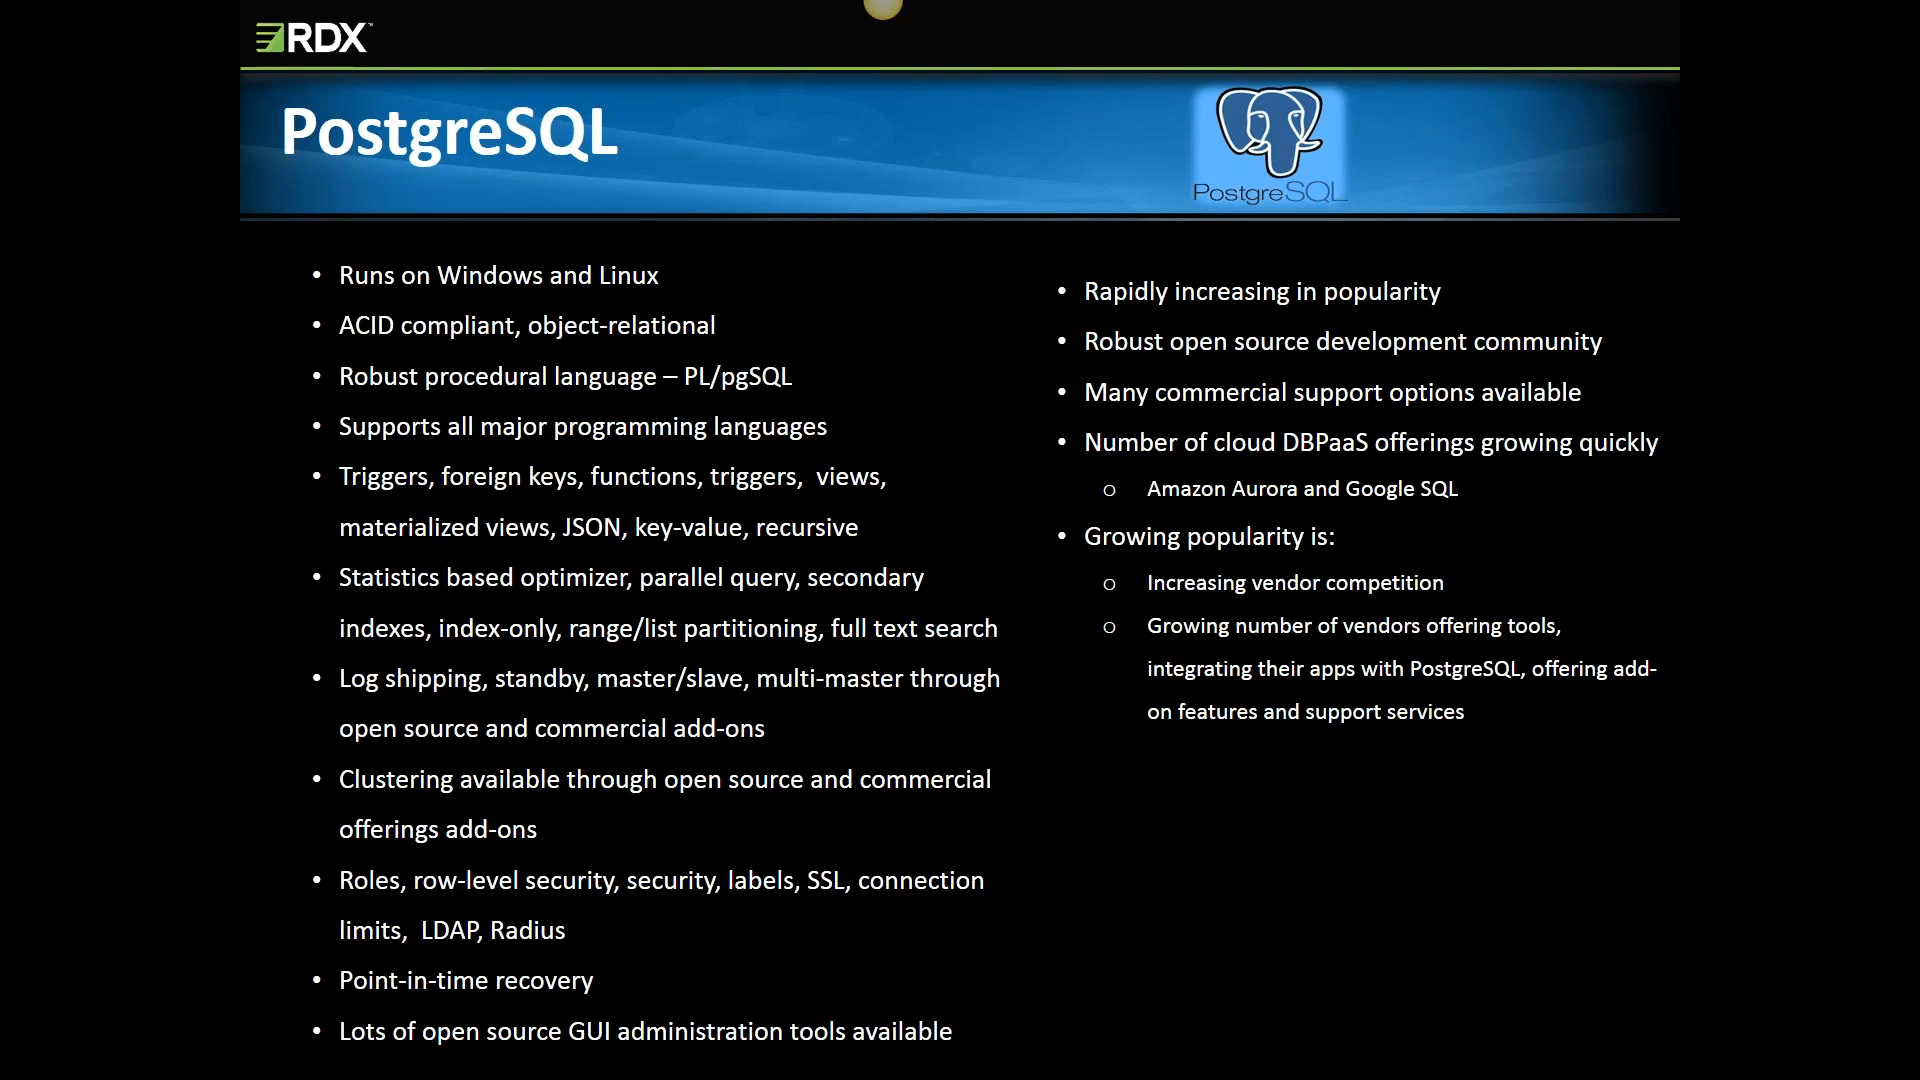 RDX™
PostgreSQL
PostgreSQL
• Runs on Windows and Linux
• ACID compliant, object-relational
• Robust procedural language – PL/pgSQL
• Supports all major programming languages
• Triggers, foreign keys, functions, triggers,  views,
materialized views, JSON, key-value, recursive
• Statistics based optimizer, parallel query, secondary
indexes, index-only, range/list partitioning, full text search
• Log shipping, standby, master/slave, multi-master through
open source and commercial add-ons
• Clustering available through open source and commercial
offerings add-ons
• Roles, row-level security, security, labels, SSL, connection
limits,  LDAP, Radius
• Point-in-time recovery
• Lots of open source GUI administration tools available
• Rapidly increasing in popularity
• Robust open source development community
• Many commercial support options available
• Number of cloud DBPaaS offerings growing quickly
o Amazon Aurora and Google SQL
• Growing popularity is:
o Increasing vendor competition
o Growing number of vendors offering tools,
integrating their apps with PostgreSQL, offering add-
on features and support services